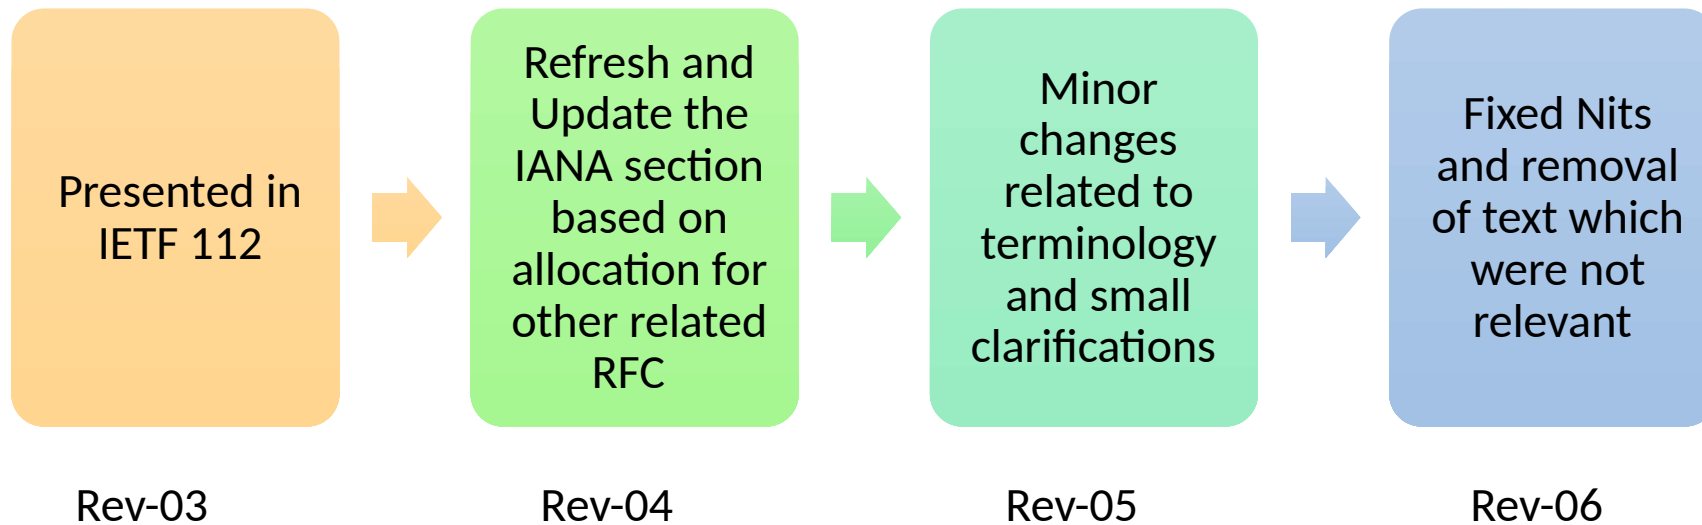 Presented in
IETF 112
Refresh and
Update the
IANA section
based on
allocation for
other related
RFC
Minor
changes
related to
terminology
and small
clarifications
Fixed Nits
and removal
of text which
were not
relevant
Rev-03
Rev-04
Rev-05
Rev-06